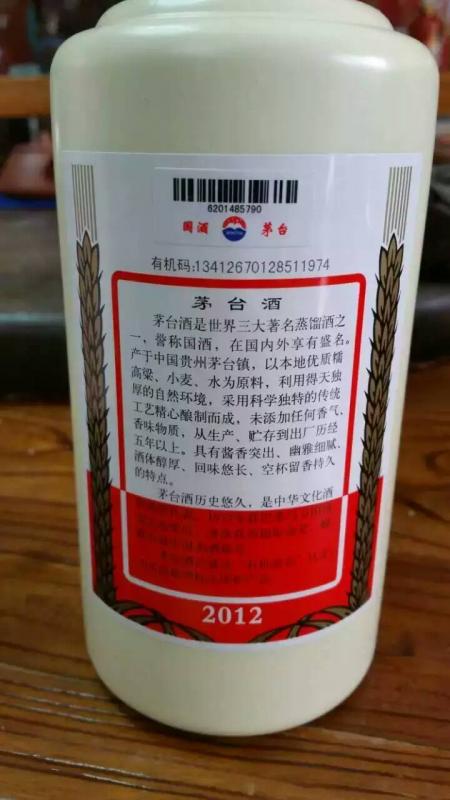 6201485790
国酒 茅台
有机码:13412670128511974
茅台酒
茅台酒是世界三大著名蒸馏酒之
一，誉称国酒，在国内外享有盛名。
产于中国贵州茅台镇，以本地优质糯
高粱、小麦、水为原料，利用得天独
厚的自然环境，采用科学独特的传统
工艺精心酿制而成，未添加任何香气、
香味物质，从生产、贮存到出厂历经
五年以上。具有酱香突出、幽雅细腻、
酒体醇厚、回味悠长、空杯留香持久
的特点。
茅台酒历史悠久，是中华文化酒
2012